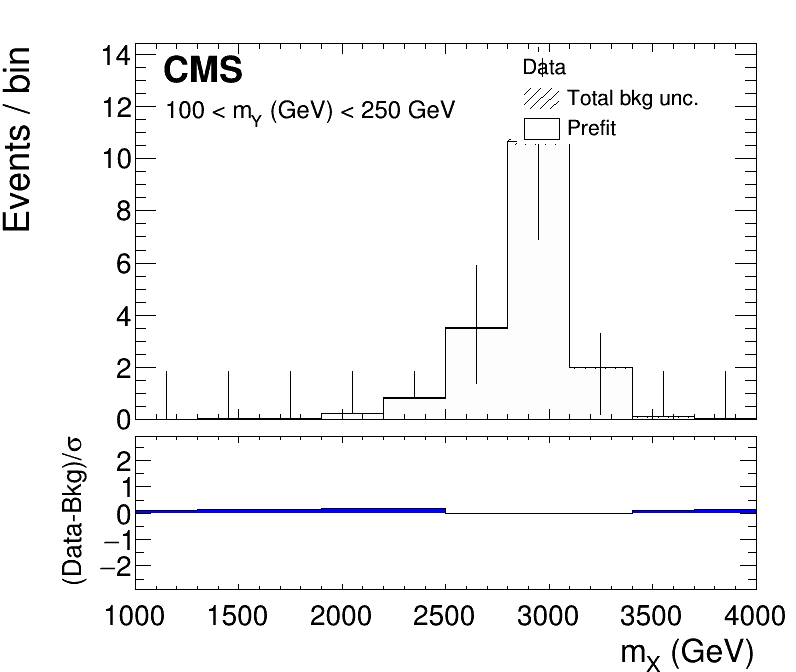 CMS
100 < mY (GeV) < 250 GeV
Data
Total bkg unc.
Prefit
Events / bin
14
12
10
8
6
4
2
0
(Data-Bkg)/σ
2
1
0
−1
−2
1000 1500 2000 2500 3000 3500 4000
mX (GeV)